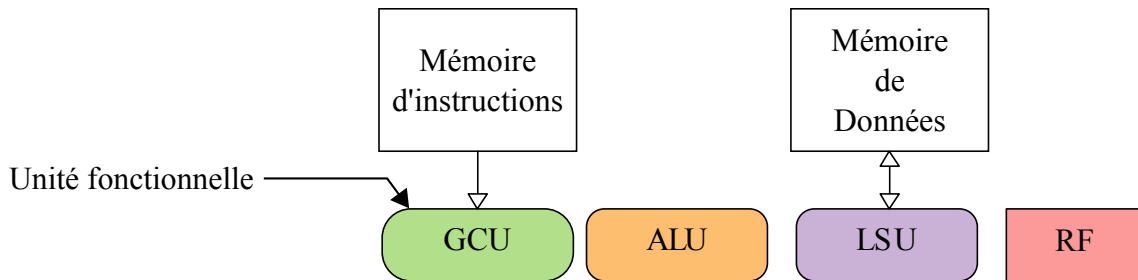 Mémoire
d'instructions
Mémoire
de
Données
Unité fonctionnelle
GCU
ALU
LSU
RF